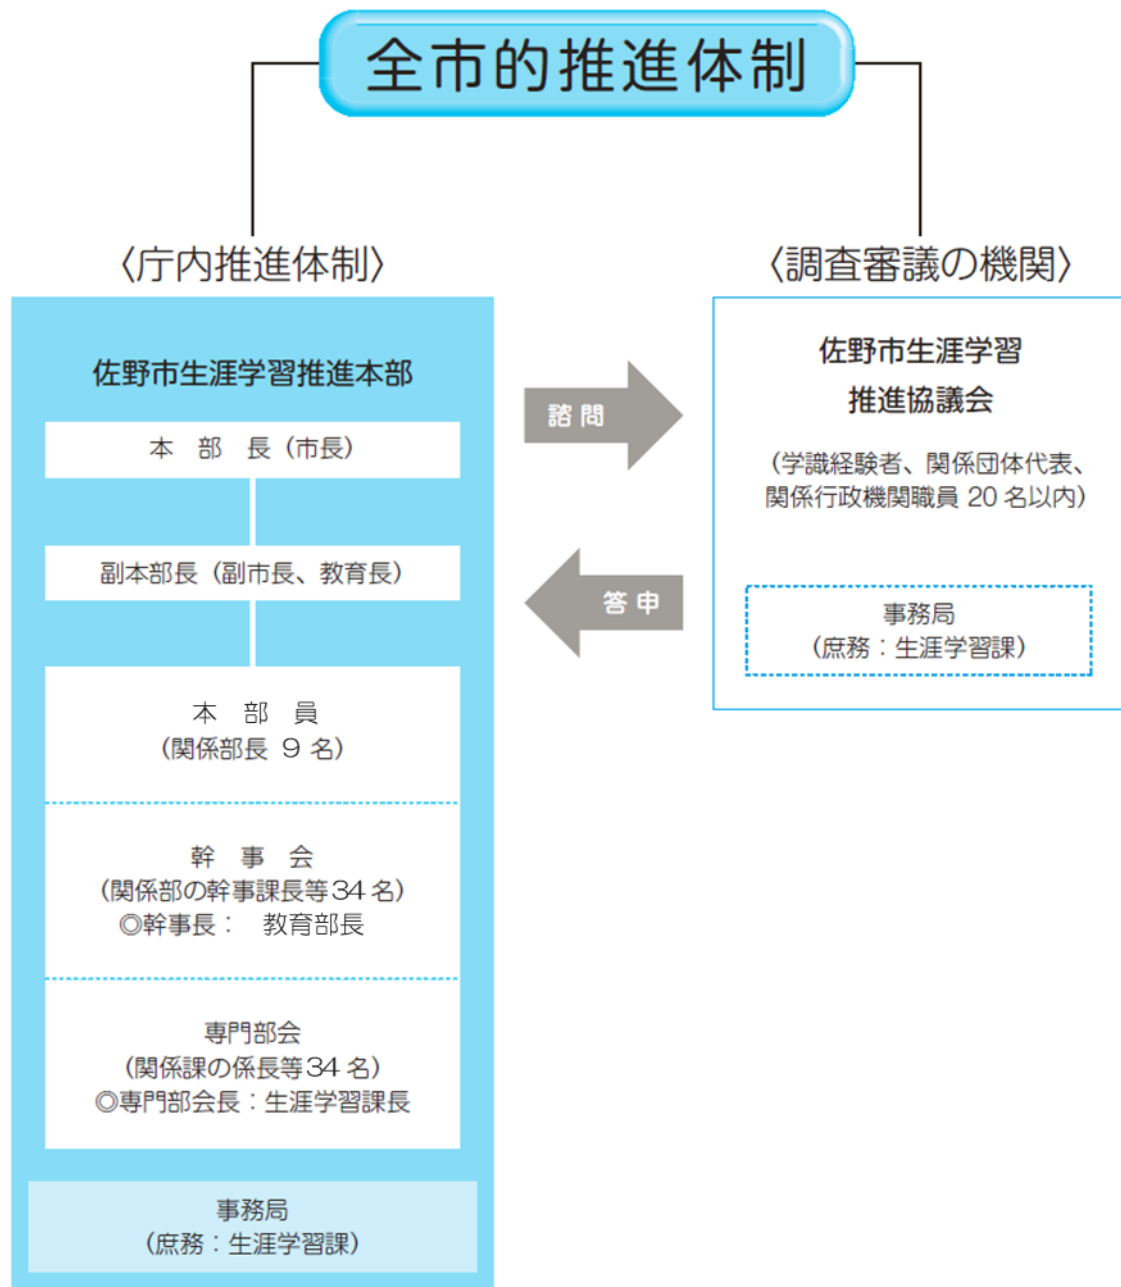 全市的推進体制
〈庁内推進体制〉
佐野市生涯学習推進本部
本　部　長（市長）
副本部長（副市長、教育長）
本　部　員
（関係部長 9 名）
幹　事　会
（関係部の幹事課長等34 名）
◎幹事長：　教育部長
専門部会
（関係課の係長等34 名）
◎専門部会長：生涯学習課長
事務局
（庶務：生涯学習課）
諮 問
答 申
〈調査審議の機関〉
佐野市生涯学習
推進協議会
（学識経験者、関係団体代表、
関係行政機関職員 20 名以内）
事務局
（庶務：生涯学習課）